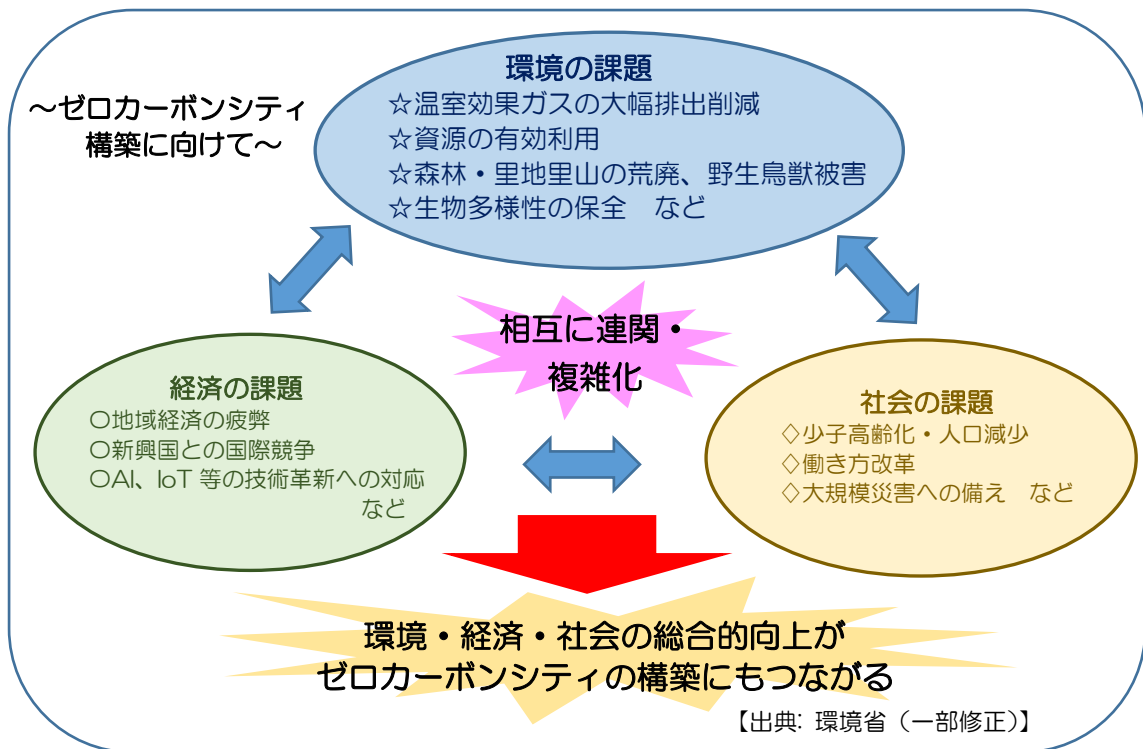 ～ゼロカーボンシティ
構築に向けて～
環境の課題
☆温室効果ガスの大幅排出削減
☆資源の有効利用
☆森林・里地里山の荒廃、野生鳥獣被害
☆生物多様性の保全　など
相互に連関・
複雑化
経済の課題
○地域経済の疲弊
○新興国との国際競争
○AI、IoT 等の技術革新への対応
など
社会の課題
◇少子高齢化・人口減少
◇働き方改革
◇大規模災害への備え　など
環境・経済・社会の総合的向上が
ゼロカーボンシティの構築にもつながる
【出典: 環境省（一部修正）】